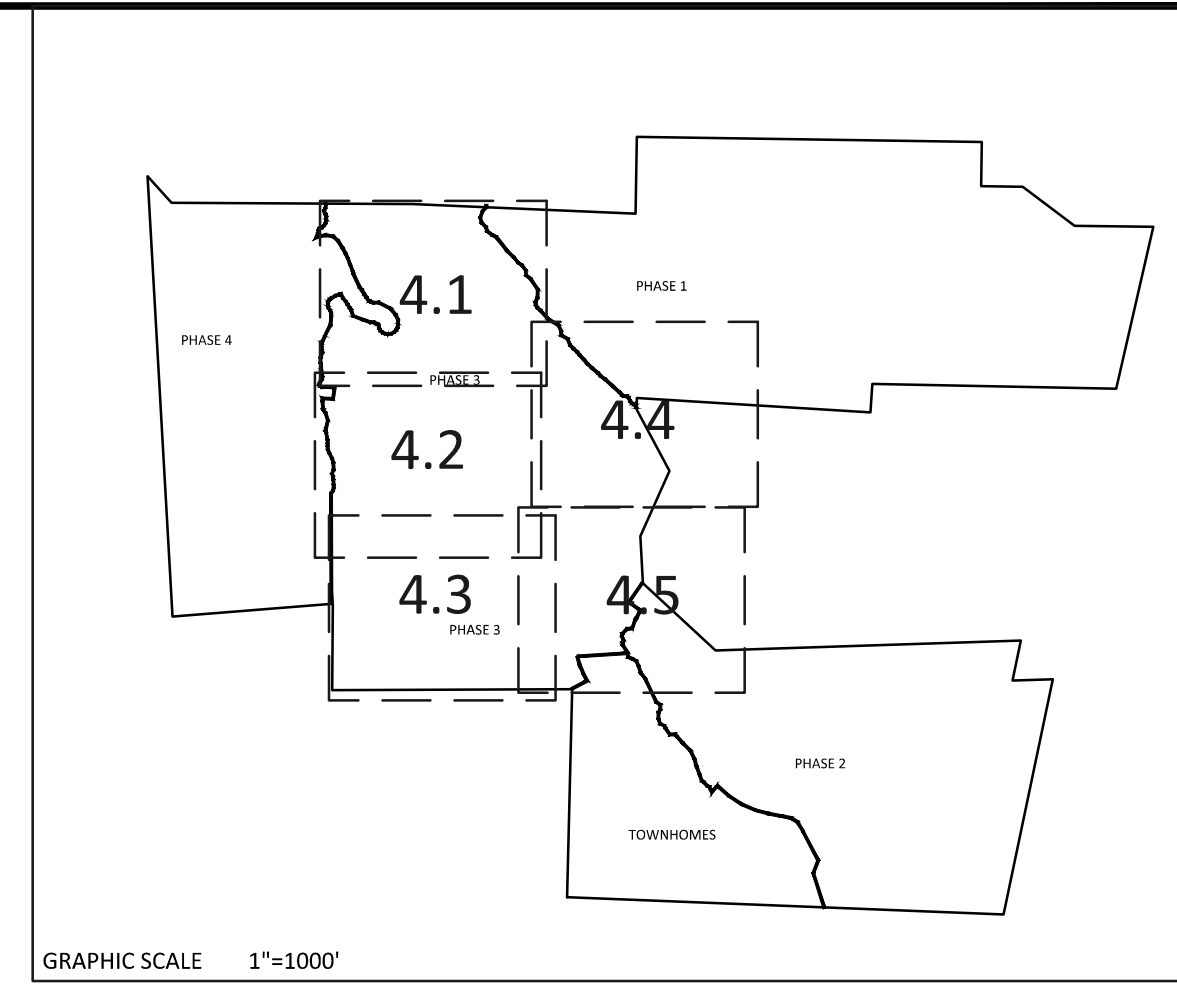 PHASE 1
4.1
PHASE 4
PHASE 3
4.4
4.2
4.3
4.5
PHASE 3
PHASE 2
TOWNHOMES
GRAPHIC SCALE 1"=1000'